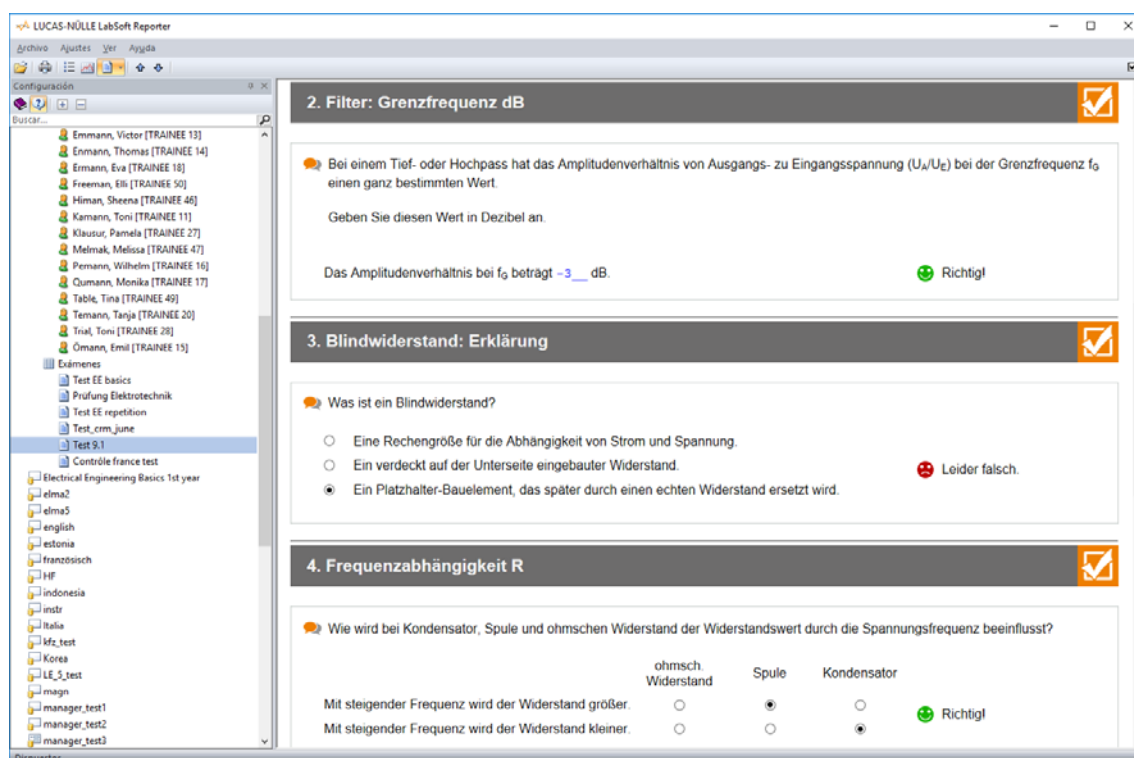 LUCAS-NÜLLE LabSoft Reporter
Archivo Ajustes Ver Ayuda
Configuración
Buscar...
Emmann, Victor [TRAINEE 13]
Enmann, Thomas [TRAINEE 14]
Ermann, Eva [TRAINEE 18]
Freeman, Elli [TRAINEE 50]
Himan, Sheena [TRAINEE 46]
Kamann, Toni [TRAINEE 11]
Klausur, Pamela [TRAINEE 27]
Melmak, Melissa [TRAINEE 47]
Pemann, Wilhelm [TRAINEE 16]
Qumann, Monika [TRAINEE 17]
Table, Tina [TRAINEE 49]
Temann, Tanja [TRAINEE 20]
Trial, Toni [TRAINEE 28]
Ömann, Emil [TRAINEE 15]
Exámenes
Test EE basics
Prüfung Elektrotechnik
Test EE repetition
Test_crm_june
Test 9.1
Contrôle france test
Electrical Engineering Basics 1st year
elma2
elma5
english
estonia
französisch
HF
indonesia
instr
Italia
kfz_test
Korea
LE_5_test
magn
manager_test1
manager_test2
manager_test3
2. Filter: Grenzfrequenz dB
Bei einem Tief- oder Hochpass hat das Amplitudenverhältnis von Ausgangs- zu Eingangsspannung (UA/UE) bei der Grenzfrequenz fG
einen ganz bestimmten Wert.
Geben Sie diesen Wert in Dezibel an.
Das Amplitudenverhältnis bei fG beträgt -3__ dB.
Richtig!
3. Blindwiderstand: Erklärung
Was ist ein Blindwiderstand?
Eine Rechengröße für die Abhängigkeit von Strom und Spannung.
Ein verdeckt auf der Unterseite eingebauter Widerstand.
Leider falsch.
Ein Platzhalter-Bauelement, das später durch einen echten Widerstand ersetzt wird.
4. Frequenzabhängigkeit R
Wie wird bei Kondensator, Spule und ohmschen Widerstand der Widerstandswert durch die Spannungsfrequenz beeinflusst?
ohmsch. Widerstand Spule Kondensator
Mit steigender Frequenz wird der Widerstand größer.
Richtig!
Mit steigender Frequenz wird der Widerstand kleiner.